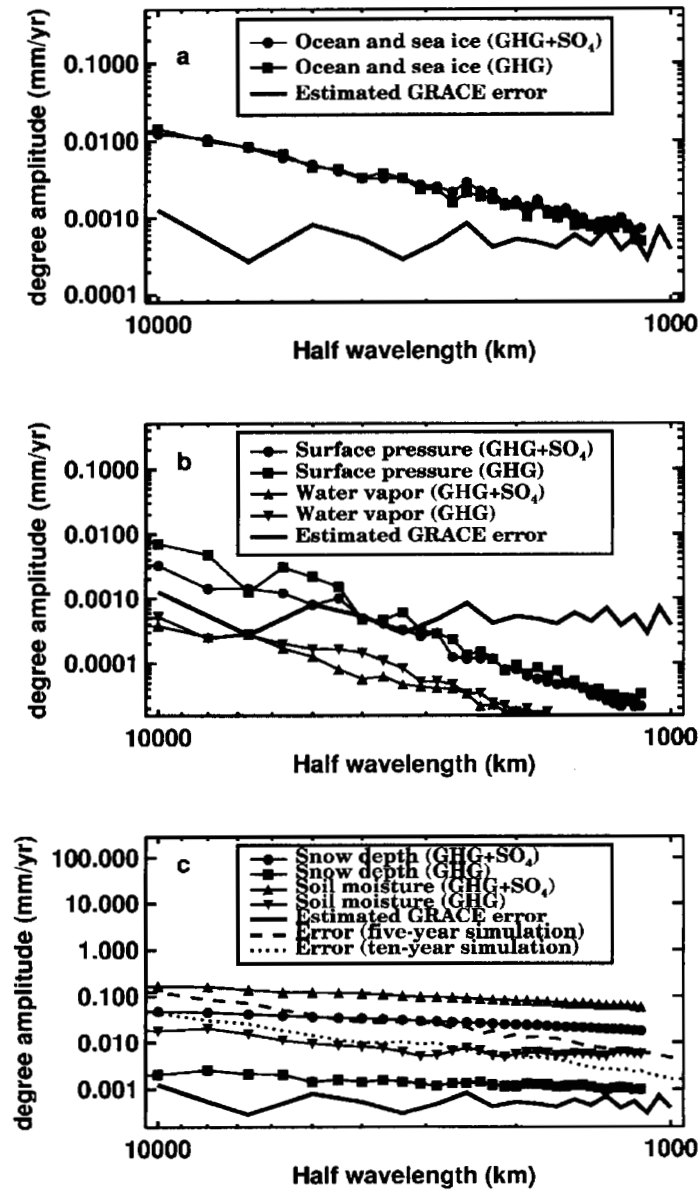 a
Ocean and sea ice (GHG+SO4)
Ocean and sea ice (GHG)
Estimated GRACE error
degree amplitude (mm/yr)
0.1000
0.0100
0.0010
0.0001
10000
1000
Half wavelength (km)
b
Surface pressure (GHG+SO4)
Surface pressure (GHG)
Water vapor (GHG+SO4)
Water vapor (GHG)
Estimated GRACE error
degree amplitude (mm/yr)
0.1000
0.0100
0.0010
0.0001
10000
1000
Half wavelength (km)
c
Snow depth (GHG+SO4)
Snow depth (GHG)
Soil moisture (GHG+SO4)
Soil moisture (GHG)
Estimated GRACE error
Error (five-year simulation)
Error (ten-year simulation)
degree amplitude (mm/yr)
100.000
10.000
1.000
0.100
0.010
0.001
10000
1000
Half wavelength (km)